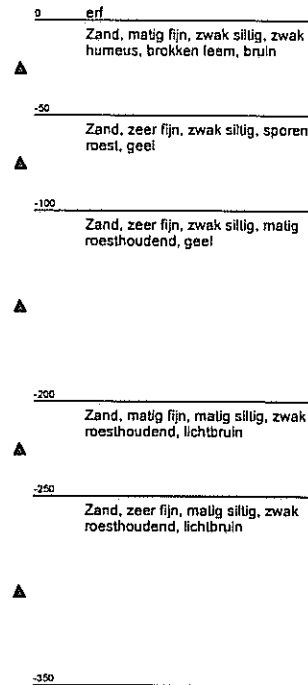 0 erf
Zand, matig fijn, zwak siltig, zwak
humeus, brokken leem, bruin
-50
Zand, zeer fijn, zwak siltig, sporen
roest, geel
-100
Zand, zeer fijn, zwak siltig, matig
roesthoudend, geel
-200
Zand, matig fijn, matig siltig, zwak
roesthoudend, lichtbruin
-250
Zand, zeer fijn, matig siltig, zwak
roesthoudend, lichtbruin
-350